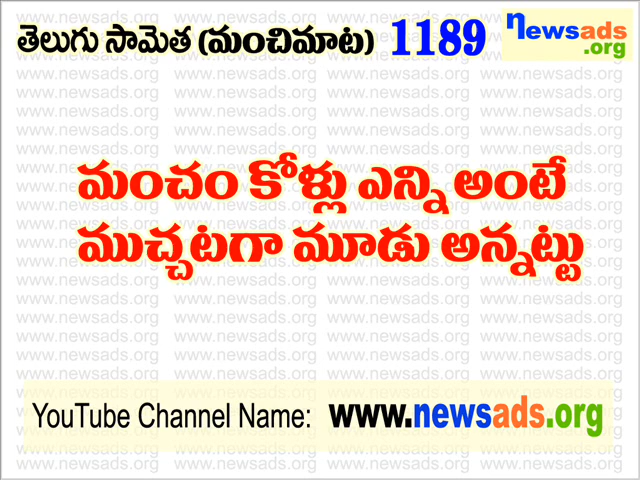 తెలుగు సామెత (మంచిమాట) 1189
newsads
.org
మంచం కోళ్లు ఎన్ని అంటే
ముచ్చటగా మూడు అన్నట్టు
YouTube Channel Name: www.newsads.org